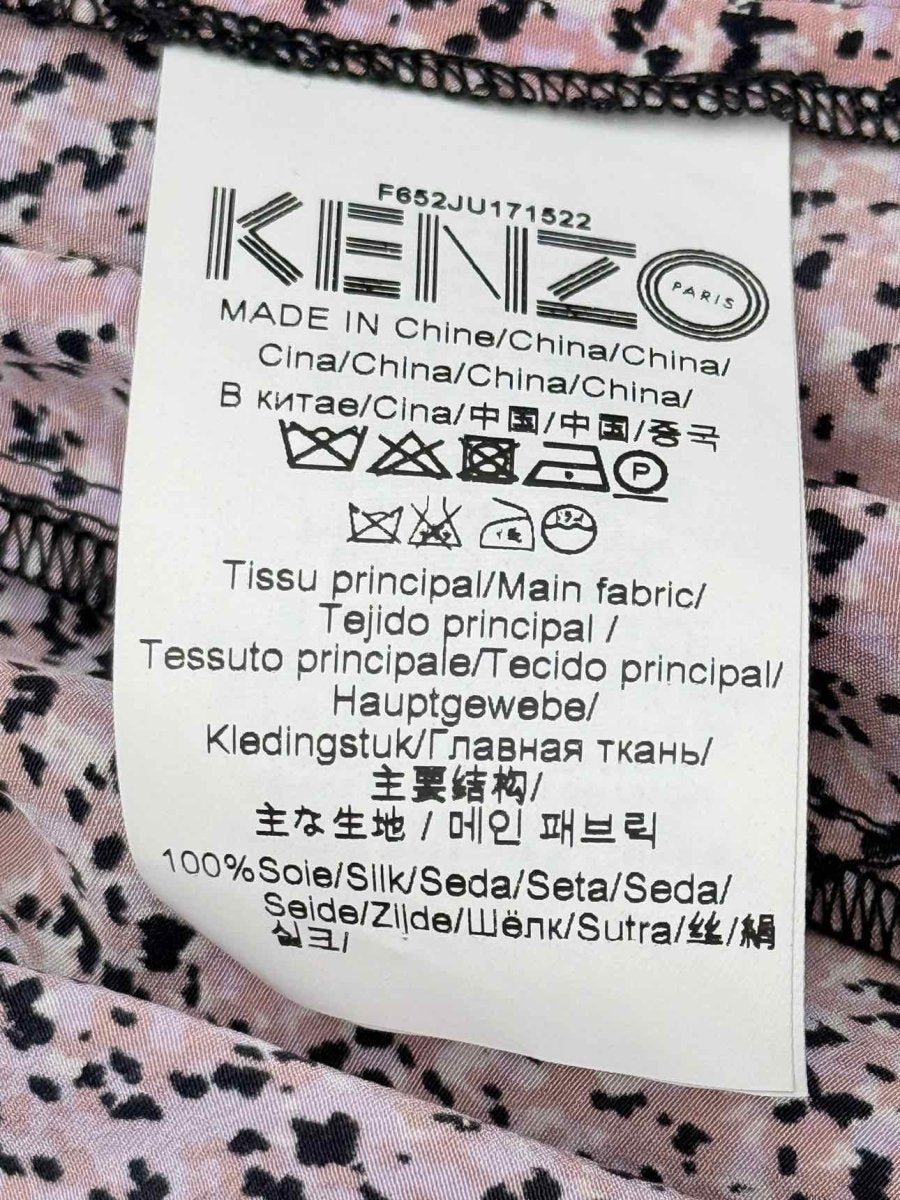 F652JU171522
KENZO PARIS
MADE IN Chine/China/China/
Cina/China/China/China/
В китае/Cina/中国/中国/중국
P
Tissu principal/Main fabric/
Tejido principal /
Tessuto principale/Tecido principal/
Hauptgewebe/
Kledingstuk/Главная ткань/
主要结构/
主な生地 / 메인 패브릭
100%Soie/Silk/Seda/Seta/Seda/
Seide/Zijde/Шёлк/Sutra/丝/絹
실크/